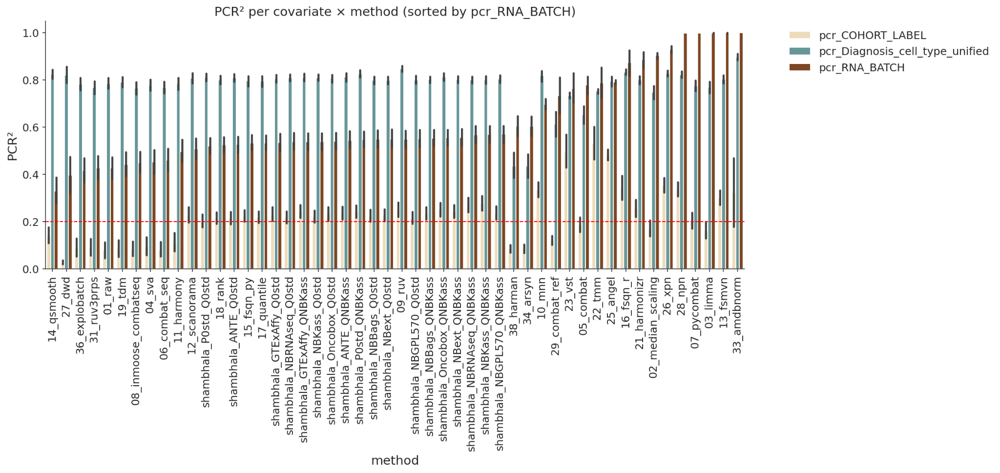 PCR² per covariate × method (sorted by pcr_RNA_BATCH)
pcr_COHORT_LABEL
pcr_Diagnosis_cell_type_unified
pcr_RNA_BATCH
PCR²
1.0
0.8
0.6
0.4
0.2
0.0
14_qsmooth
27_dwd
36_explobatch
31_ruv3prps
01_raw
19_tdm
08_inmoose_combatseq
04_sva
06_combat_seq
11_harmony
12_scanorama
shambhala_P0std_Q0std
18_rank
shambhala_ANTE_Q0std
15_fsqn_py
17_quantile
shambhala_GTExAffy_Q0std
shambhala_NBRNAseq_Q0std
shambhala_GTExAffy_QNBKass
shambhala_NBKass_Q0std
shambhala_Oncobox_Q0std
shambhala_ANTE_QNBKass
shambhala_P0std_QNBKass
shambhala_NBBags_Q0std
shambhala_NBext_Q0std
09_ruv
shambhala_NBGPL570_Q0std
shambhala_NBBags_QNBKass
shambhala_Oncobox_QNBKass
shambhala_NBext_QNBKass
shambhala_NBRNAseq_QNBKass
shambhala_NBKass_QNBKass
shambhala_NBGPL570_QNBKass
38_harman
34_arsyn
10_mnn
29_combat_ref
23_vst
05_combat
22_tmm
25_angel
16_fsqn_r
21_harmonizr
02_median_scaling
26_xpn
28_npn
07_pycombat
03_limma
13_fsmvn
33_amdbnorm
method